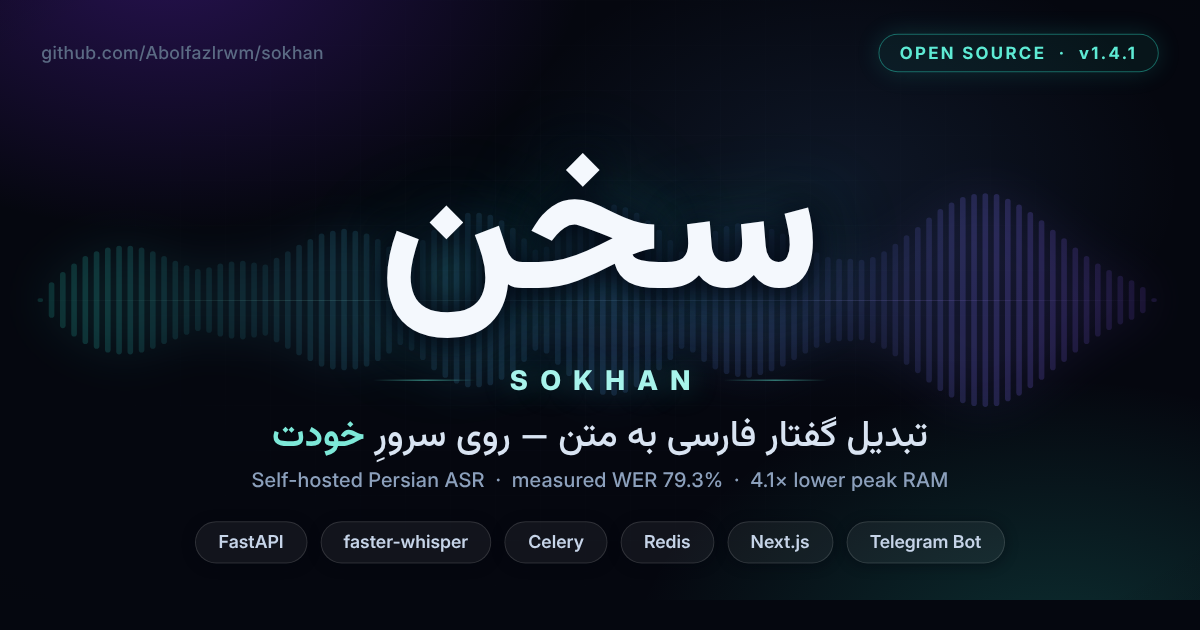 github.com/Abolfazlrwm/sokhan
OPEN SOURCE · v1.4.1
سخن
SOKHAN
تبدیل گفتار فارسی به متن — روی سرورِ خودت
Self-hosted Persian ASR · measured WER 79.3% · 4.1× lower peak RAM
FastAPI faster-whisper Celery Redis Next.js Telegram Bot